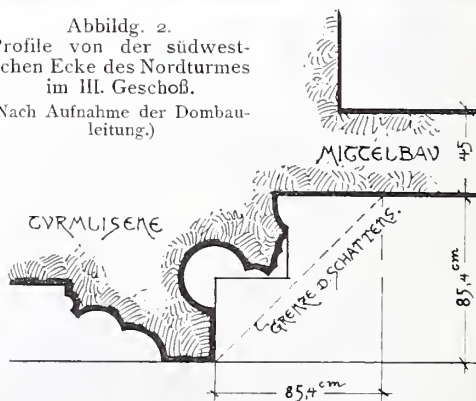 Abbildg. 2.
Profile von der südwest-
chen Ecke des Nordturmes
im III. Geschoß.
Nach Aufnahme der Dombau-
leitung.)
MITTELBAU
TVRMLISENE
GRENZE D. SCHATTENS.
45
85,4 cm
85,4 cm